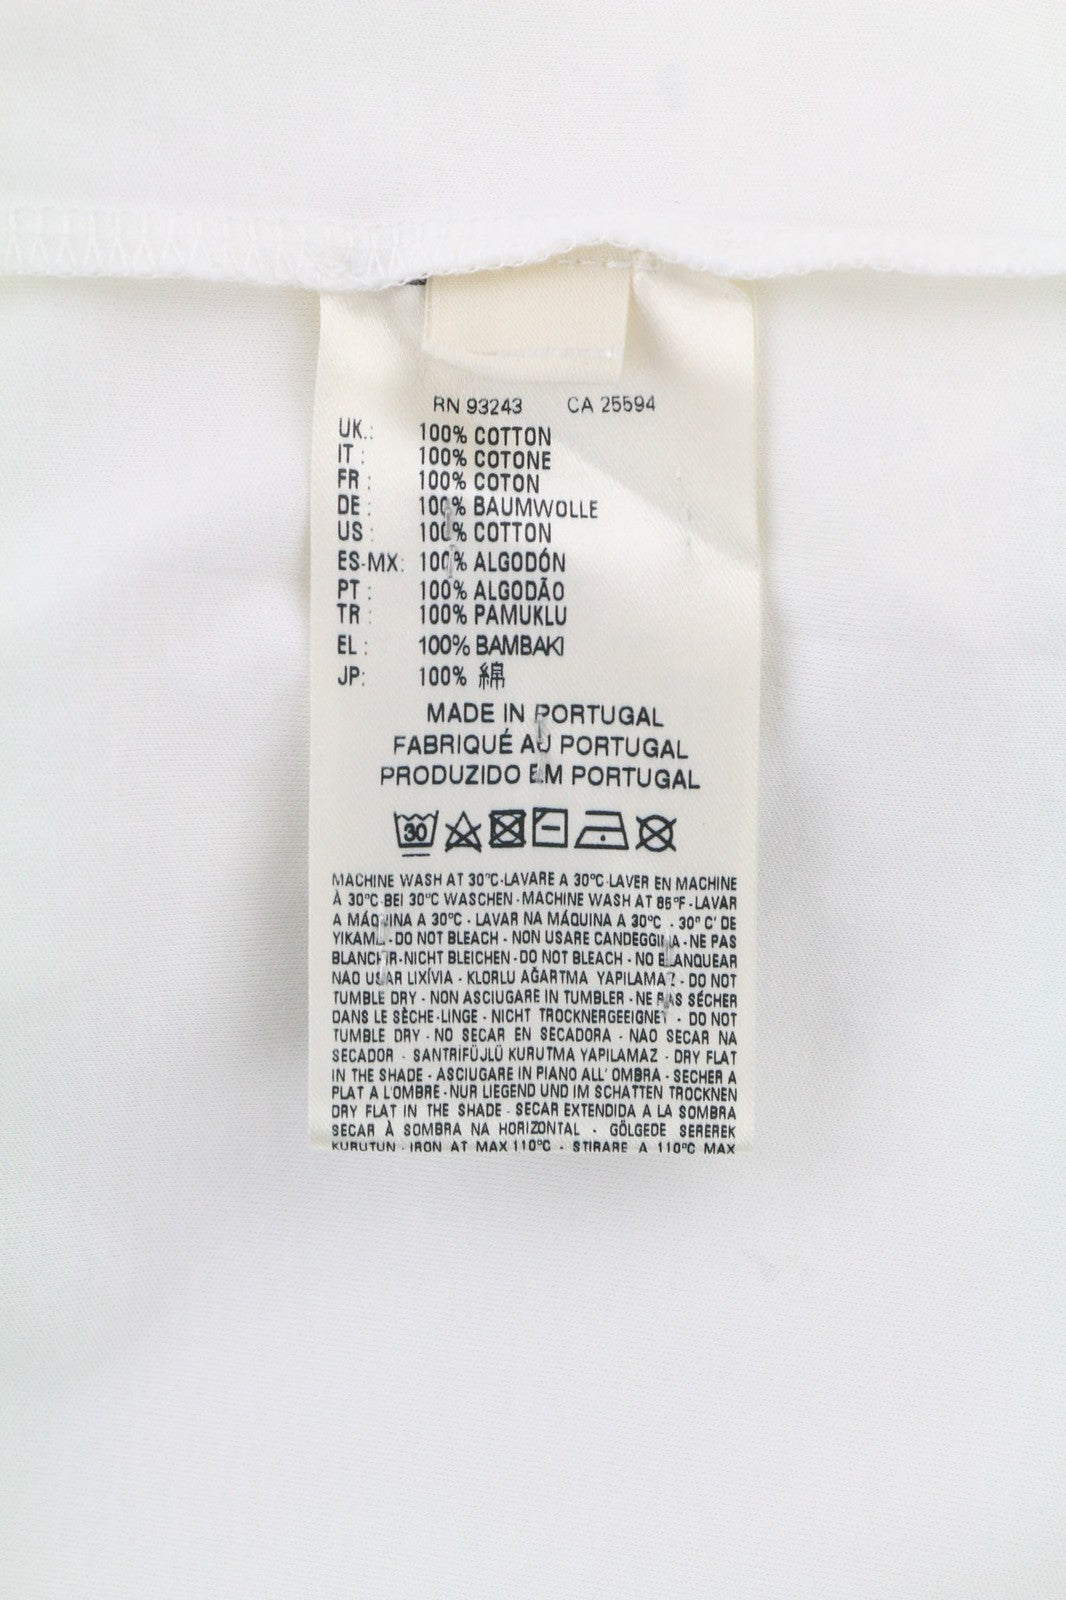 RN 93243 CA 25594
UK.: 100% COTTON
IT : 100% COTONE
FR : 100% COTON
DE : 100% BAUMWOLLE
US : 100% COTTON
ES-MX: 100% ALGODÓN
PT : 100% ALGODÃO
TR : 100% PAMUKLU
EL : 100% BAMBAKI
JP: 100% 綿
MADE IN PORTUGAL
FABRIQUÉ AU PORTUGAL
PRODUZIDO EM PORTUGAL
30
MACHINE WASH AT 30°C-LAVARE A 30°C-LAVER EN MACHINE
À 30°C-BEI 30°C WASCHEN-MACHINE WASH AT 85°F-LAVAR
A MÁQUINA A 30°C - LAVAR NA MÁQUINA A 30°C - 30° C' DE
YIKAMA-DO NOT BLEACH - NON USARE CANDEGGINA-NE PAS
BLANCHIR-NICHT BLEICHEN-DO NOT BLEACH - NO BLANQUEAR
NAO USAR LIXÍVIA - KLORLU AĞARTMA YAPILAMAZ - DO NOT
TUMBLE DRY - NON ASCIUGARE IN TUMBLER - NE PAS SÉCHER
DANS LE SÈCHE-LINGE - NICHT TROCKNERGEEIGNET - DO NOT
TUMBLE DRY - NO SECAR EN SECADORA - NAO SECAR NA
SECADOR - SANTRİFÜJLÜ KURUTMA YAPILAMAZ - DRY FLAT
IN THE SHADE - ASCIUGARE IN PIANO ALL' OMBRA - SECHER A
PLAT A L'OMBRE-NUR LIEGEND UND IM SCHATTEN TROCKNEN
DRY FLAT IN THE SHADE - SECAR EXTENDIDA A LA SOMBRA
SECAR À SOMBRA NA HORIZONTAL - GÖLGEDE SEREREK
KURUTUN - IRON AT MAX 110°C - STIRARE A 110°C MAX